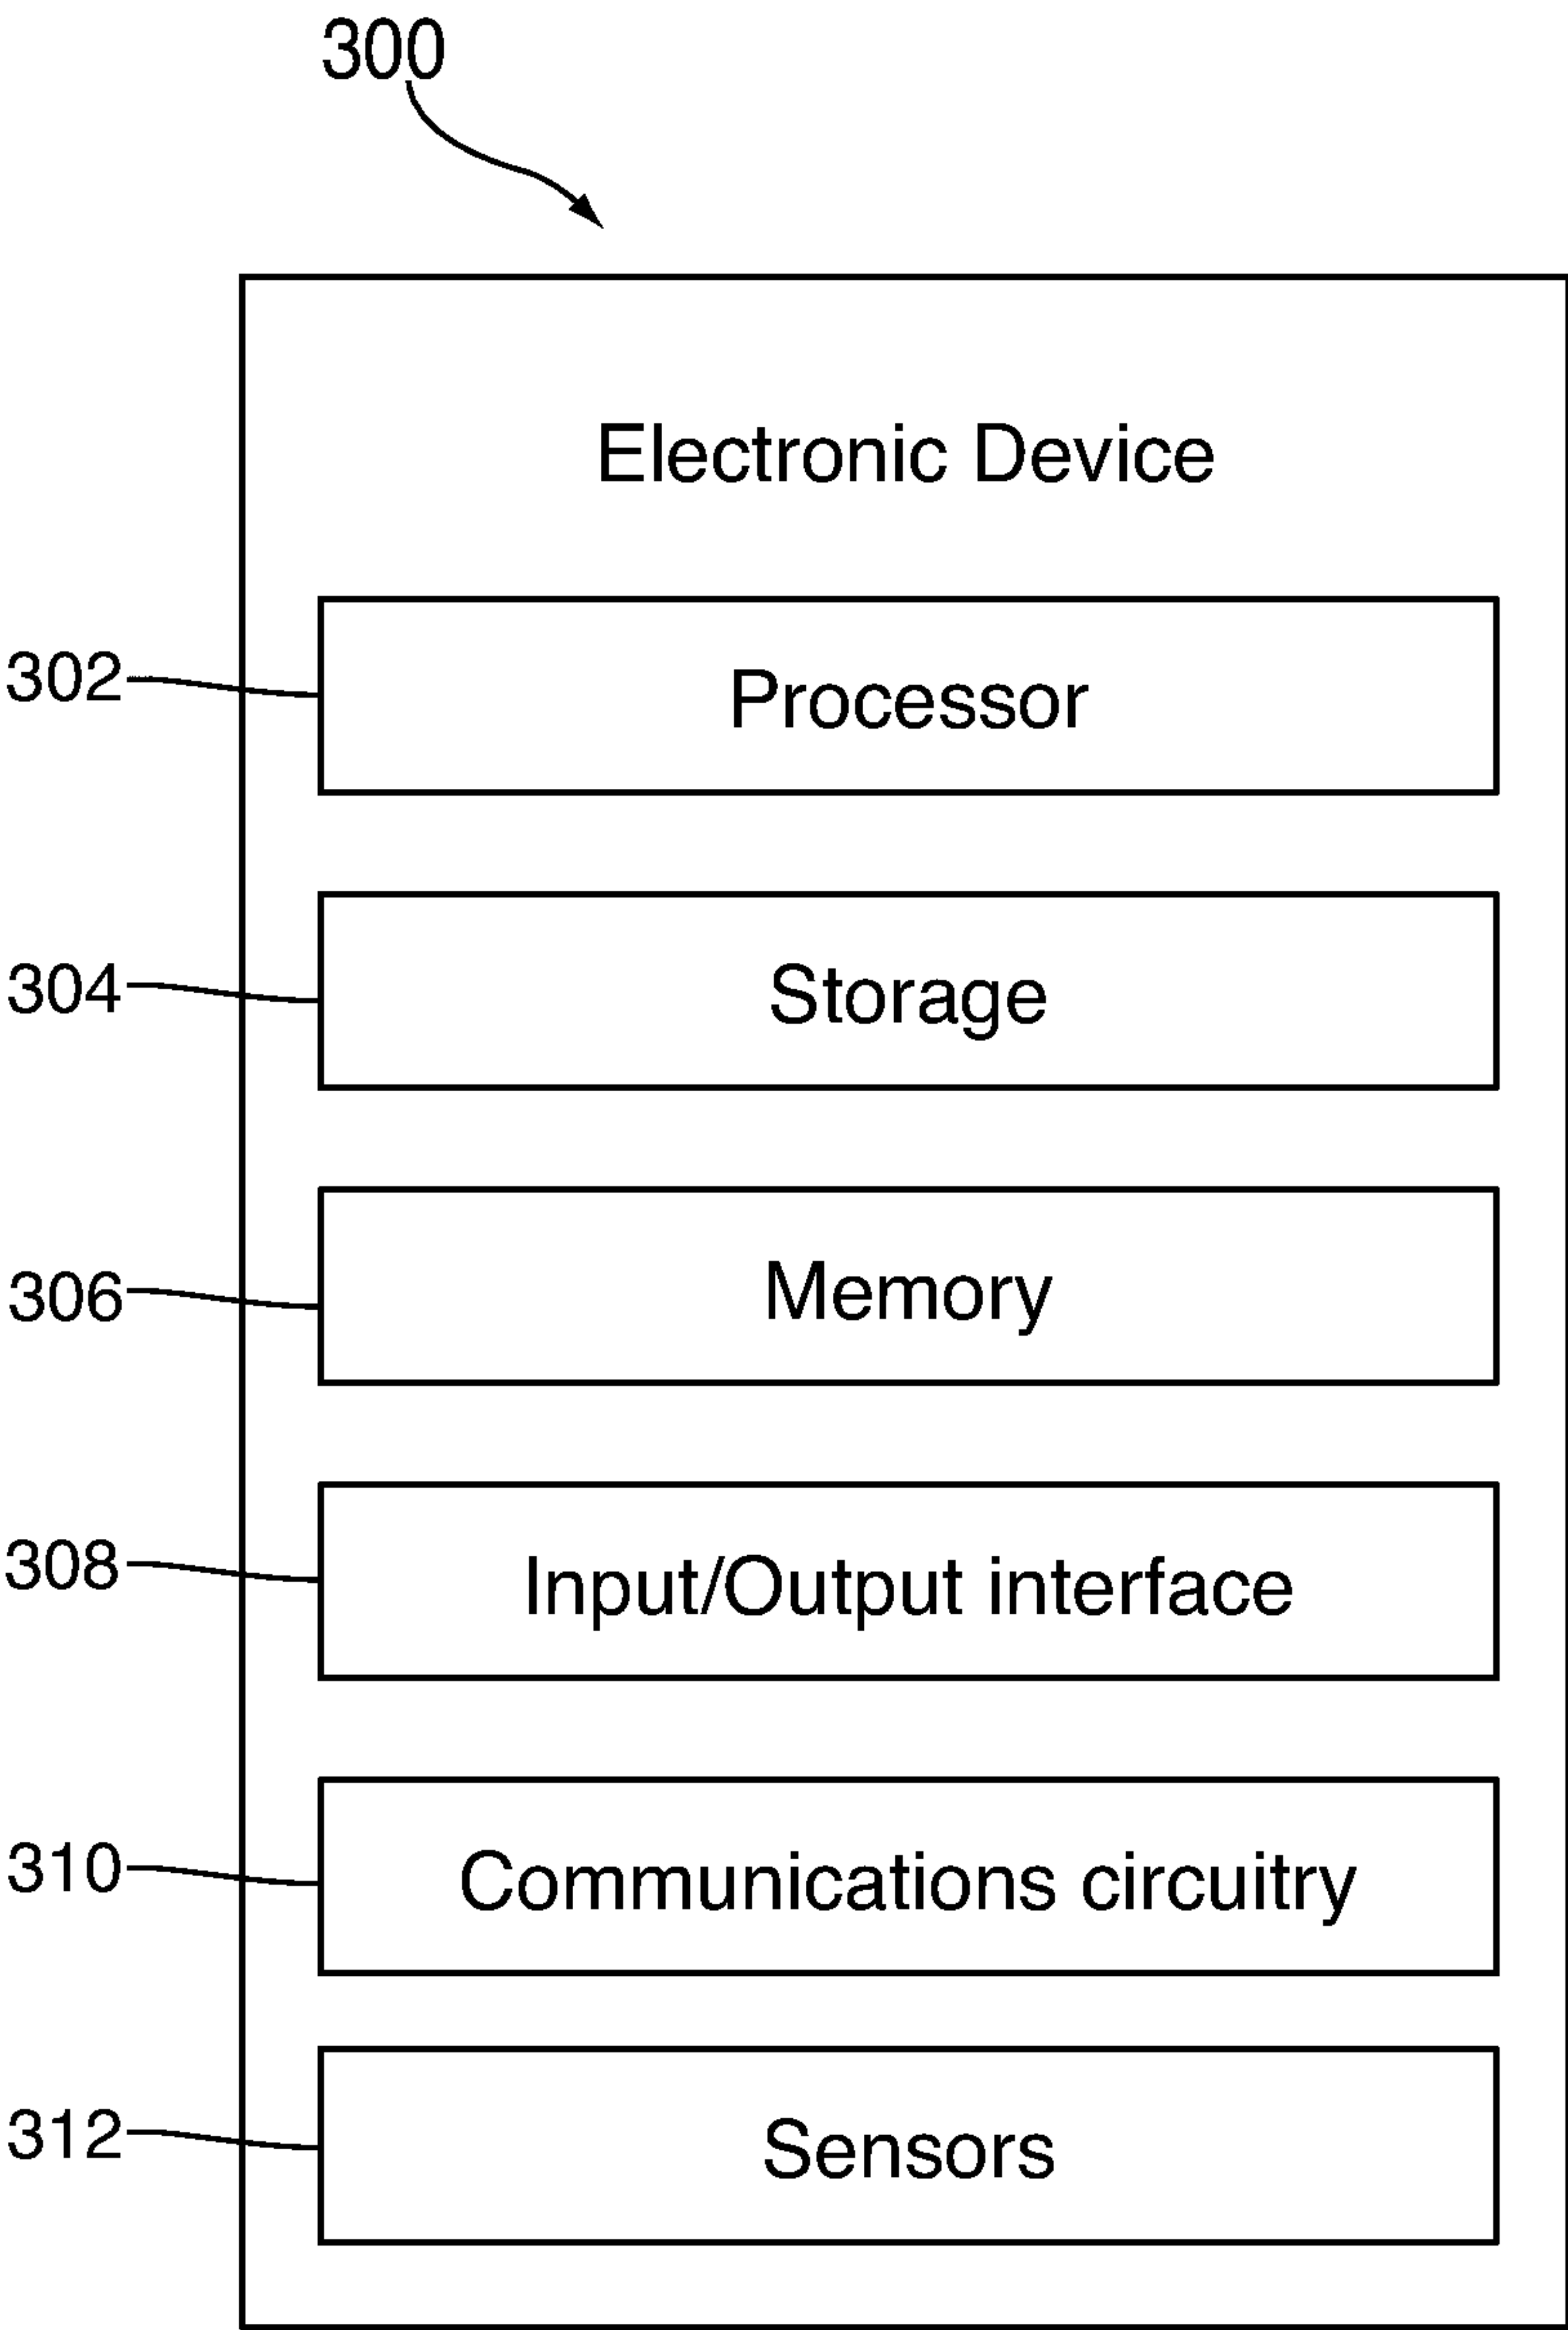 300
Electronic Device
302 Processor
304 Storage
306 Memory
308 Input/Output interface
310 Communications circuitry
312 Sensors